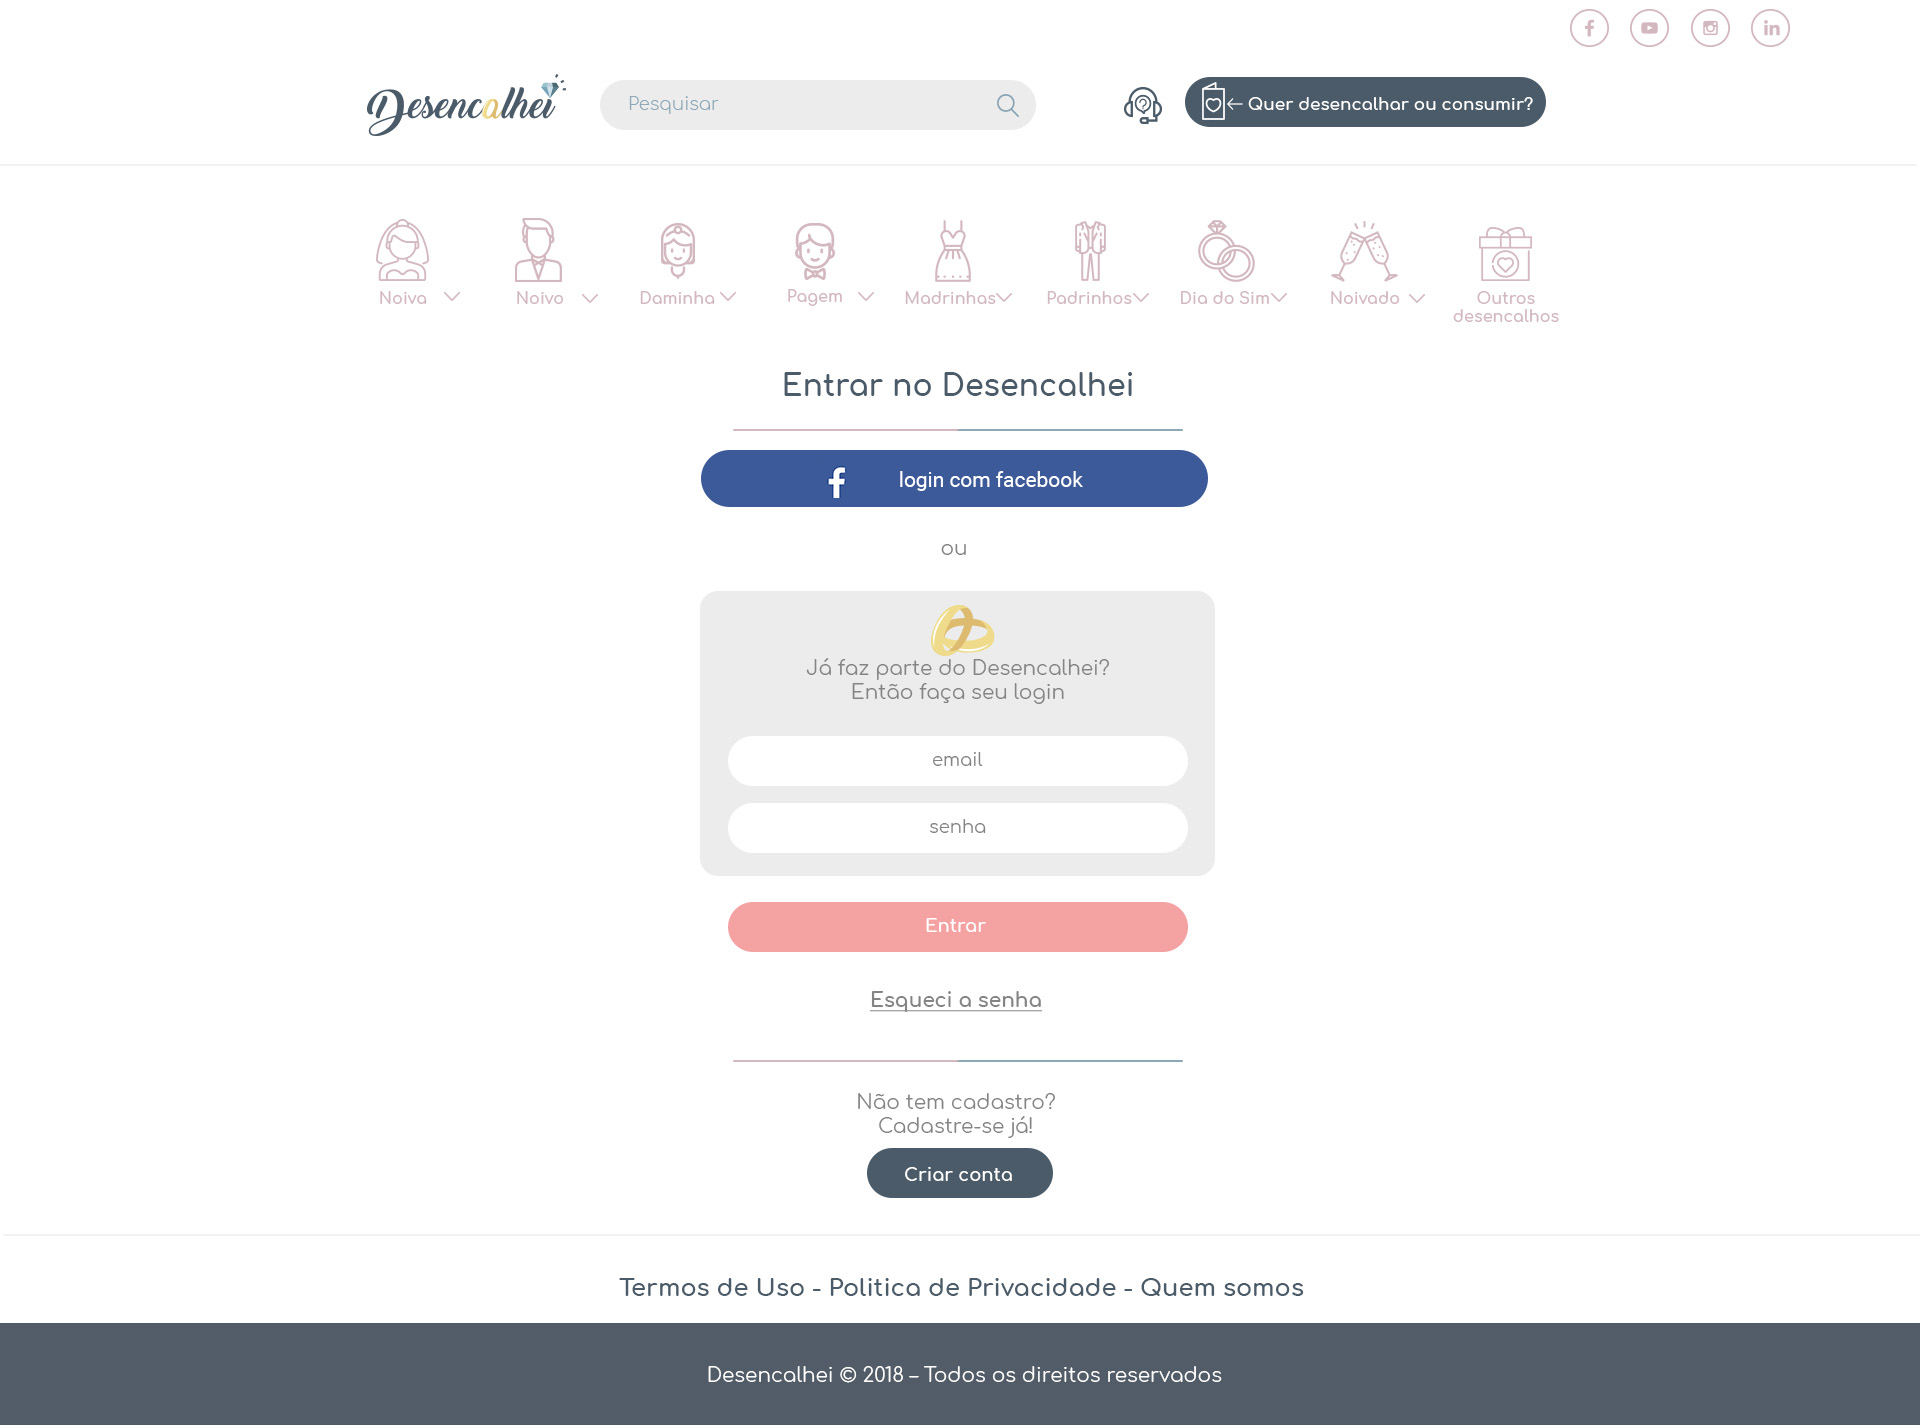 Desencalhei
Pesquisar
Quer desencalhar ou consumir?
Noiva
Noivo
Daminha
Pagem
Madrinhas
Padrinhos
Dia do Sim
Noivado
Outros
desencalhos
Entrar no Desencalhei
login com facebook
ou
Já faz parte do Desencalhei?
Então faça seu login
email
senha
Entrar
Esqueci a senha
Não tem cadastro?
Cadastre-se já!
Criar conta
Termos de Uso - Politica de Privacidade - Quem somos
Desencalhei © 2018 – Todos os direitos reservados